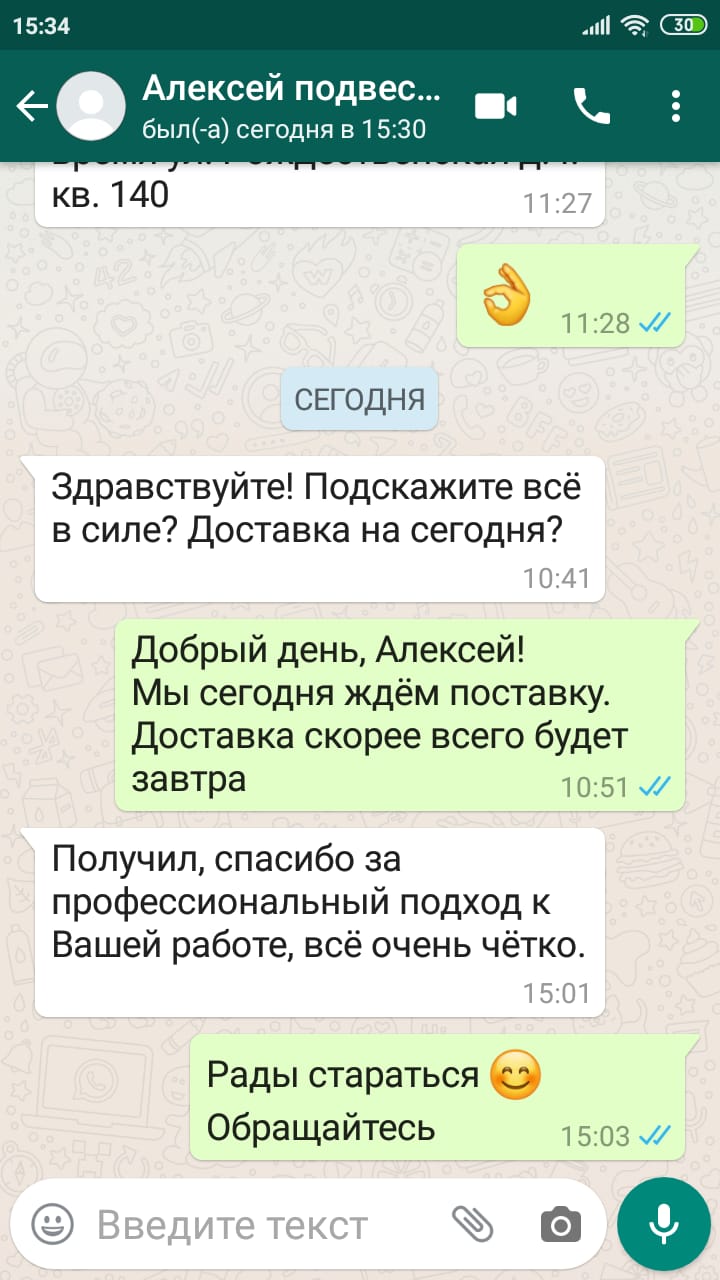 15:34
30
Алексей подвес...
был(-а) сегодня в 15:30
кв. 140
11:27
11:28
СЕГОДНЯ
Здравствуйте! Подскажите всё
в силе? Доставка на сегодня?
10:41
Добрый день, Алексей!
Мы сегодня ждём поставку.
Доставка скорее всего будет
завтра
10:51
Получил, спасибо за
профессиональный подход к
Вашей работе, всё очень чётко.
15:01
Рады стараться 😊
Обращайтесь
15:03
Введите текст